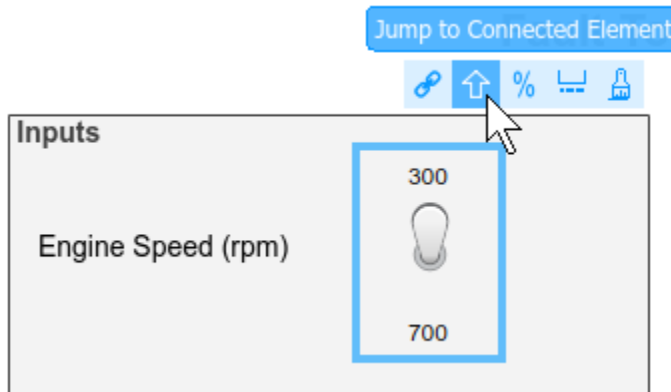 Jump to Connected Element
%
Inputs
300
Engine Speed (rpm)
700